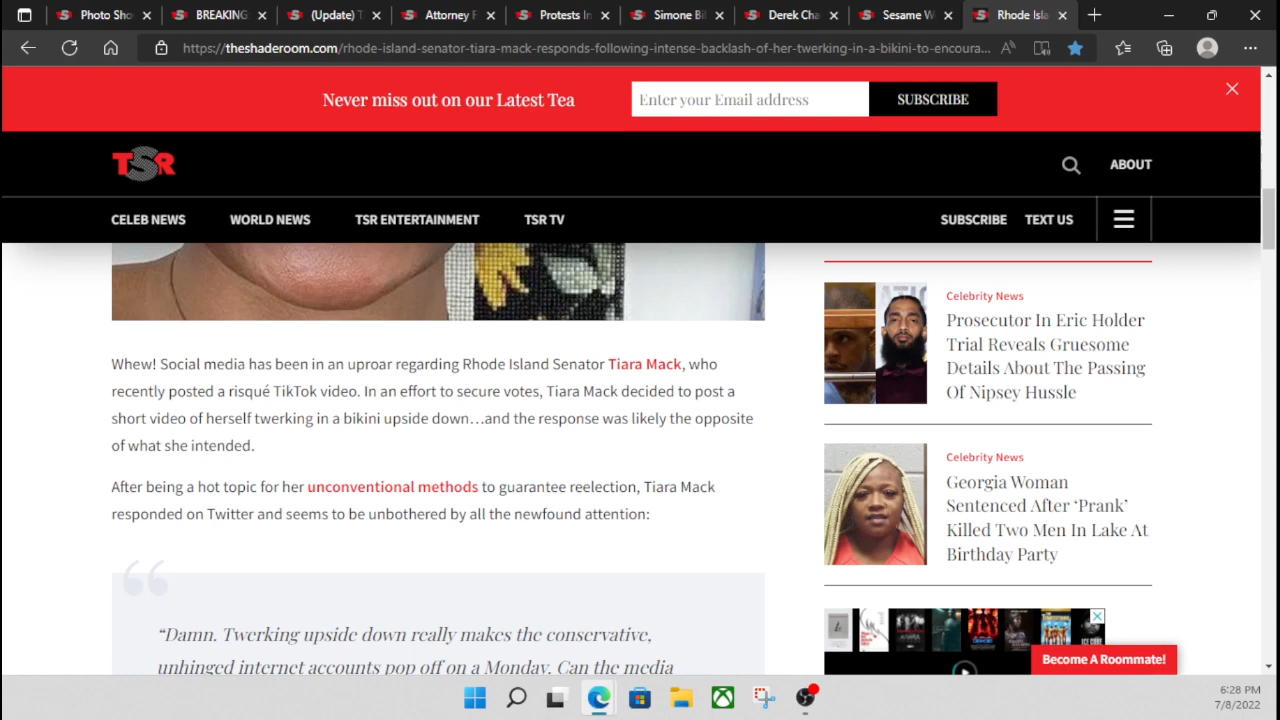 Photo Sho
BREAKING:
(Update) T
Attorney F
Protests In
Simone Bil
Derek Cha
Sesame W
Rhode Isla
https://theshaderoom.com/rhode-island-senator-tiara-mack-responds-following-intense-backlash-of-her-twerking-in-a-bikini-to-encoura...
Never miss out on our Latest Tea
Enter your Email address
SUBSCRIBE
TSR
ABOUT
CELEB NEWS
WORLD NEWS
TSR ENTERTAINMENT
TSR TV
SUBSCRIBE
TEXT US
Whew! Social media has been in an uproar regarding Rhode Island Senator Tiara Mack, who
recently posted a risqué TikTok video. In an effort to secure votes, Tiara Mack decided to post a
short video of herself twerking in a bikini upside down…and the response was likely the opposite
of what she intended.
After being a hot topic for her unconventional methods to guarantee reelection, Tiara Mack
responded on Twitter and seems to be unbothered by all the newfound attention:
“Damn. Twerking upside down really makes the conservative,
unhinged internet accounts pop off on a Monday. Can the media
Celebrity News
Prosecutor In Eric Holder
Trial Reveals Gruesome
Details About The Passing
Of Nipsey Hussle
Celebrity News
Georgia Woman
Sentenced After ‘Prank’
Killed Two Men In Lake At
Birthday Party
Become A Roommate!
6:28 PM
7/8/2022